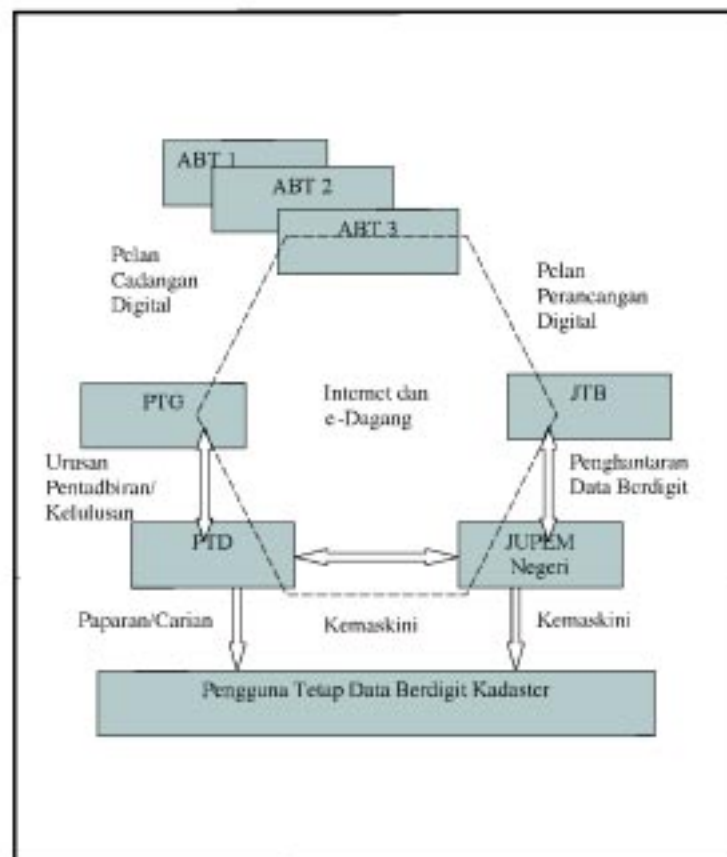 ABT 1
ABT 2
ABT 3
Pelan
Cadangan
Digital
Pelan
Perancangan
Digital
PTG
Internet dan
e-Dagang
JTB
Urusan
Pentadbiran/
Kelulusan
Penghantaran
Data Berdigit
PTD
JUPEM
Negeri
Paparan/Carian
Kemaskini
Kemaskini
Pengguna Tetap Data Berdigit Kadaster